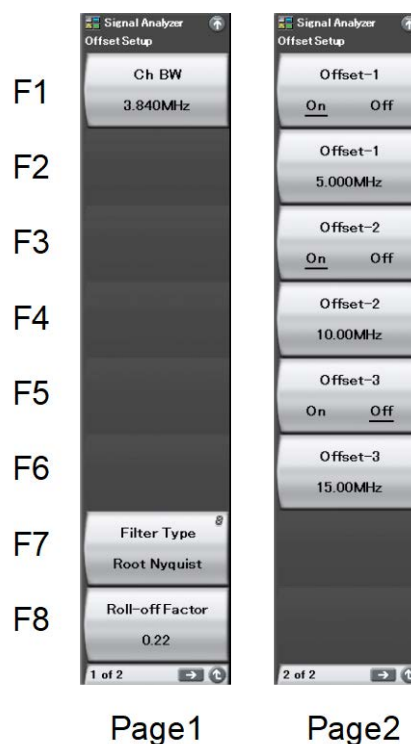 Signal Analyzer
Offset Setup
F1
Ch BW
3.840MHz
F2
F3
F4
F5
F6
F7
8
Filter Type
Root Nyquist
F8
Roll-off Factor
0.22
1 of 2
Page1
Signal Analyzer
Offset Setup
Offset-1
On Off
Offset-1
5.000MHz
Offset-2
On Off
Offset-2
10.00MHz
Offset-3
On Off
Offset-3
15.00MHz
2 of 2
Page2